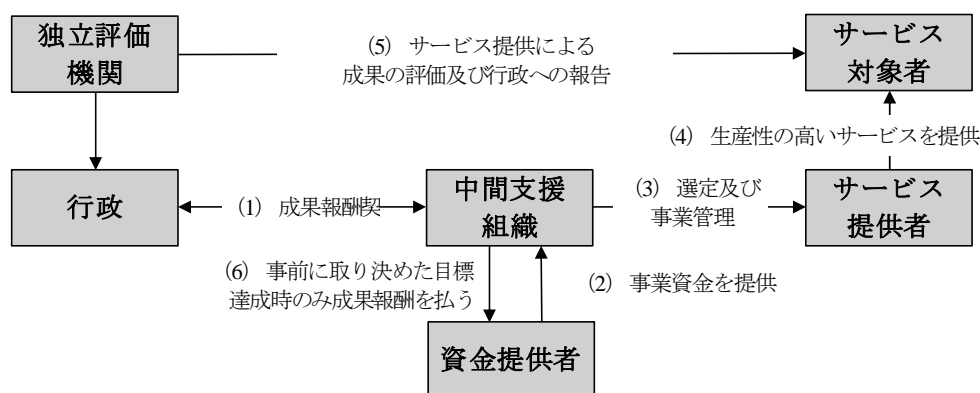 独立評価
機関
(5) サービス提供による
成果の評価及び行政への報告
サービス
対象者
(4) 生産性の高いサービスを提供
行政
(1) 成果報酬契
中間支援
組織
(3) 選定及び
事業管理
サービス
提供者
(6) 事前に取り決めた目標
達成時のみ成果報酬を払う
(2) 事業資金を提供
資金提供者